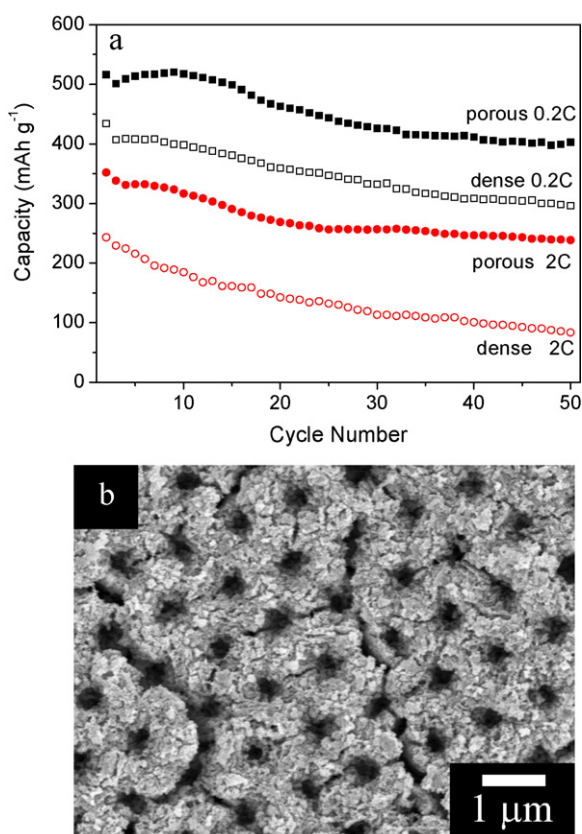 a
600
500
400
300
200
100
0
Capacity (mAh g⁻¹)
porous 0.2C
dense 0.2C
porous 2C
dense 2C
10 20 30 40 50
Cycle Number
b
1 µm